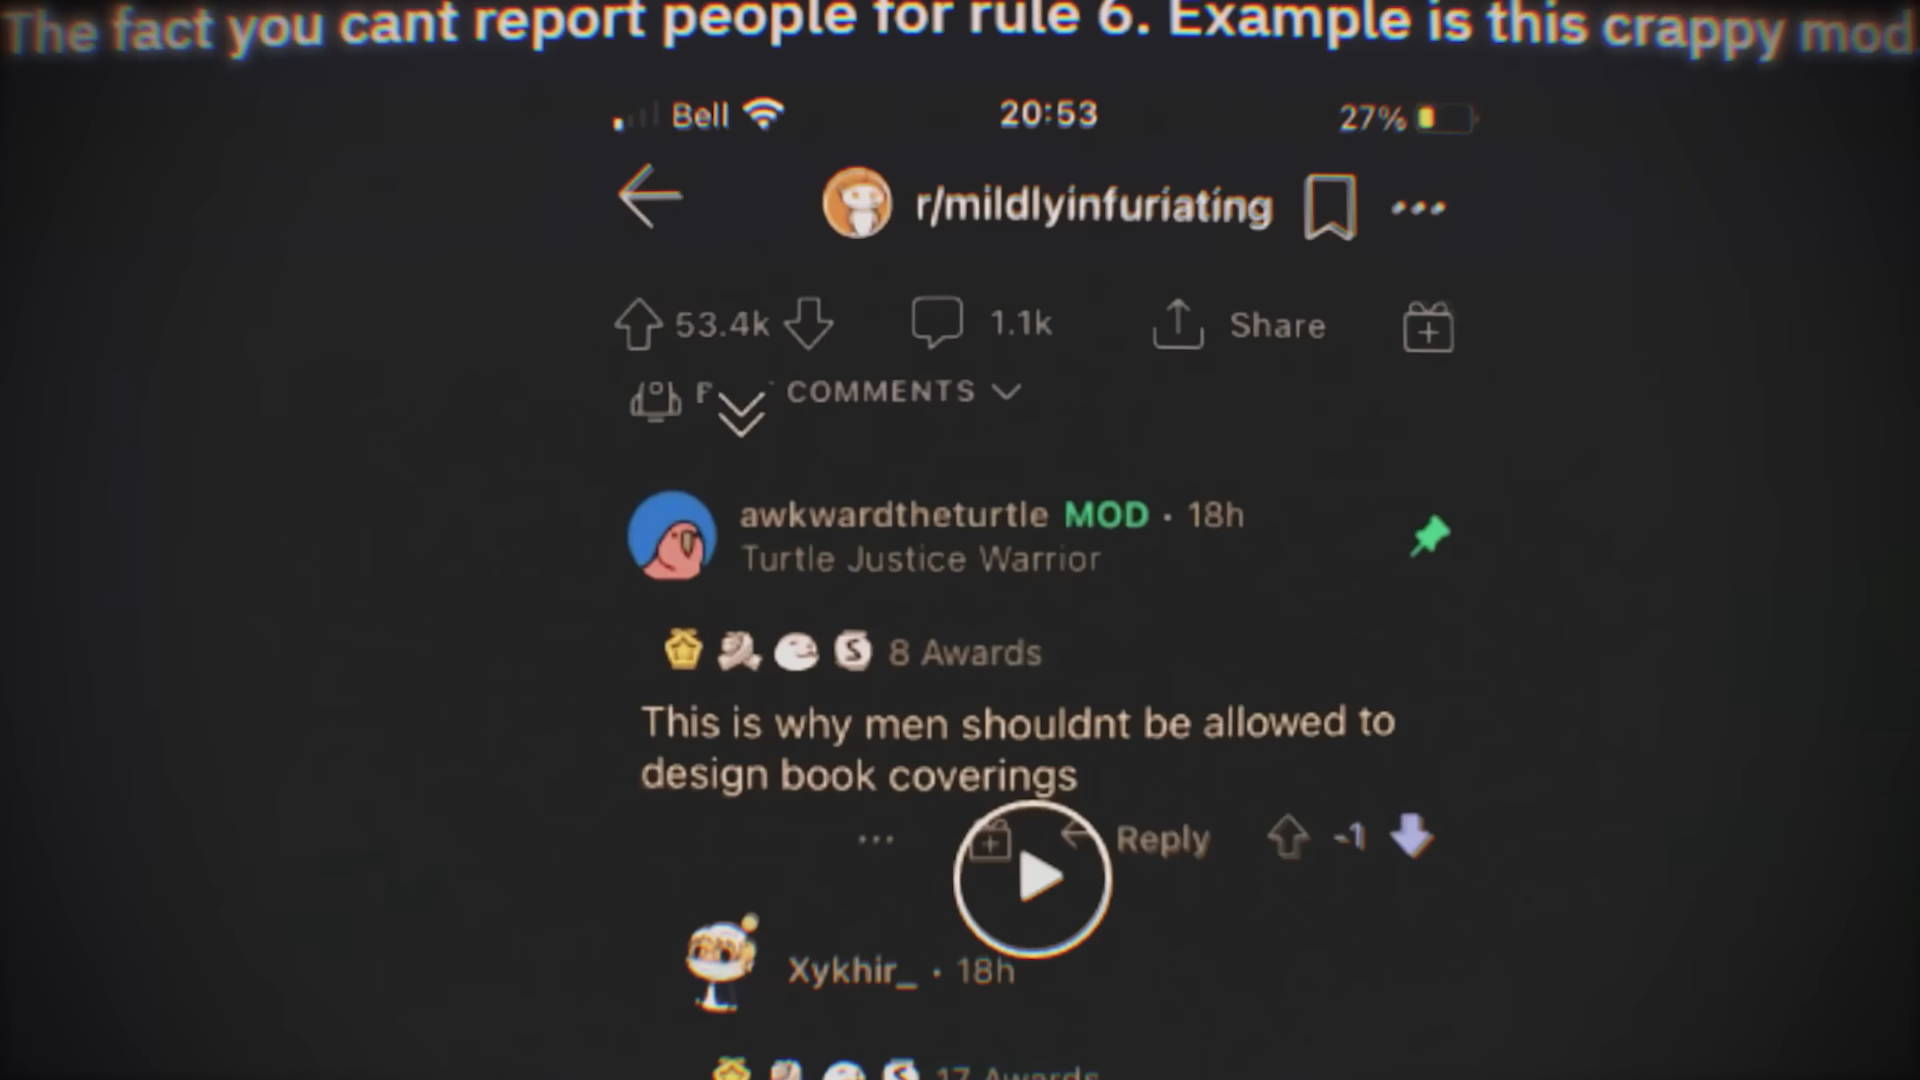 The fact you cant report people for rule 6. Example is this crappy mod
Bell 20:53 27%
r/mildlyinfuriating
53.4k 1.1k Share
COMMENTS
awkwardtheturtle MOD · 18h
Turtle Justice Warrior
8 Awards
This is why men shouldnt be allowed to
design book coverings
Reply -1
Xykhir_ · 18h
17 Awards